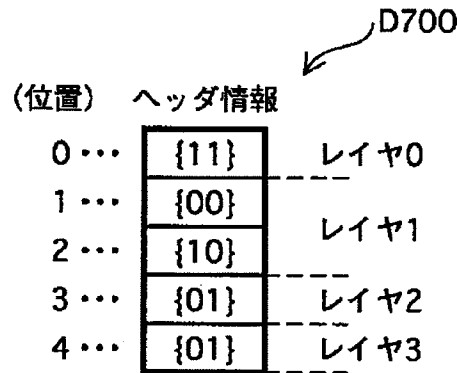 D700
(位置) ヘッダ情報
0・・・ {11} レイヤ0
1・・・ {00}
レイヤ1
2・・・ {10}
3・・・ {01} レイヤ2
4・・・ {01} レイヤ3